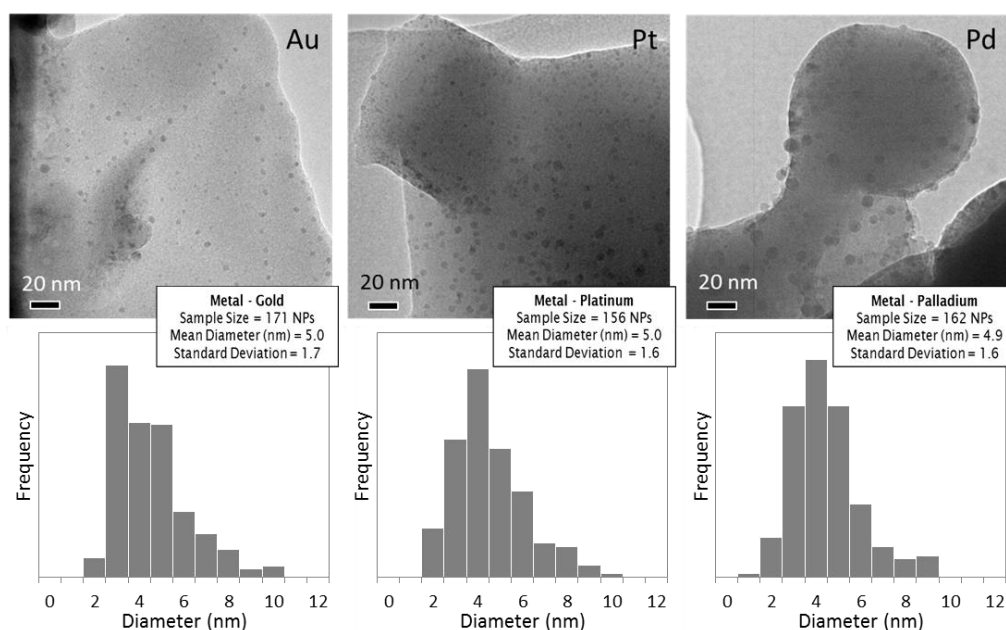 Au
20 nm
Pt
20 nm
Pd
20 nm
Metal - Gold
Sample Size = 171 NPs
Mean Diameter (nm) = 5.0
Standard Deviation = 1.7
Metal - Platinum
Sample Size = 156 NPs
Mean Diameter (nm) = 5.0
Standard Deviation = 1.6
Metal - Palladium
Sample Size = 162 NPs
Mean Diameter (nm) = 4.9
Standard Deviation = 1.6
Frequency
0 2 4 6 8 10 12
Diameter (nm)
Frequency
0 2 4 6 8 10 12
Diameter (nm)
Frequency
0 2 4 6 8 10 12
Diameter (nm)